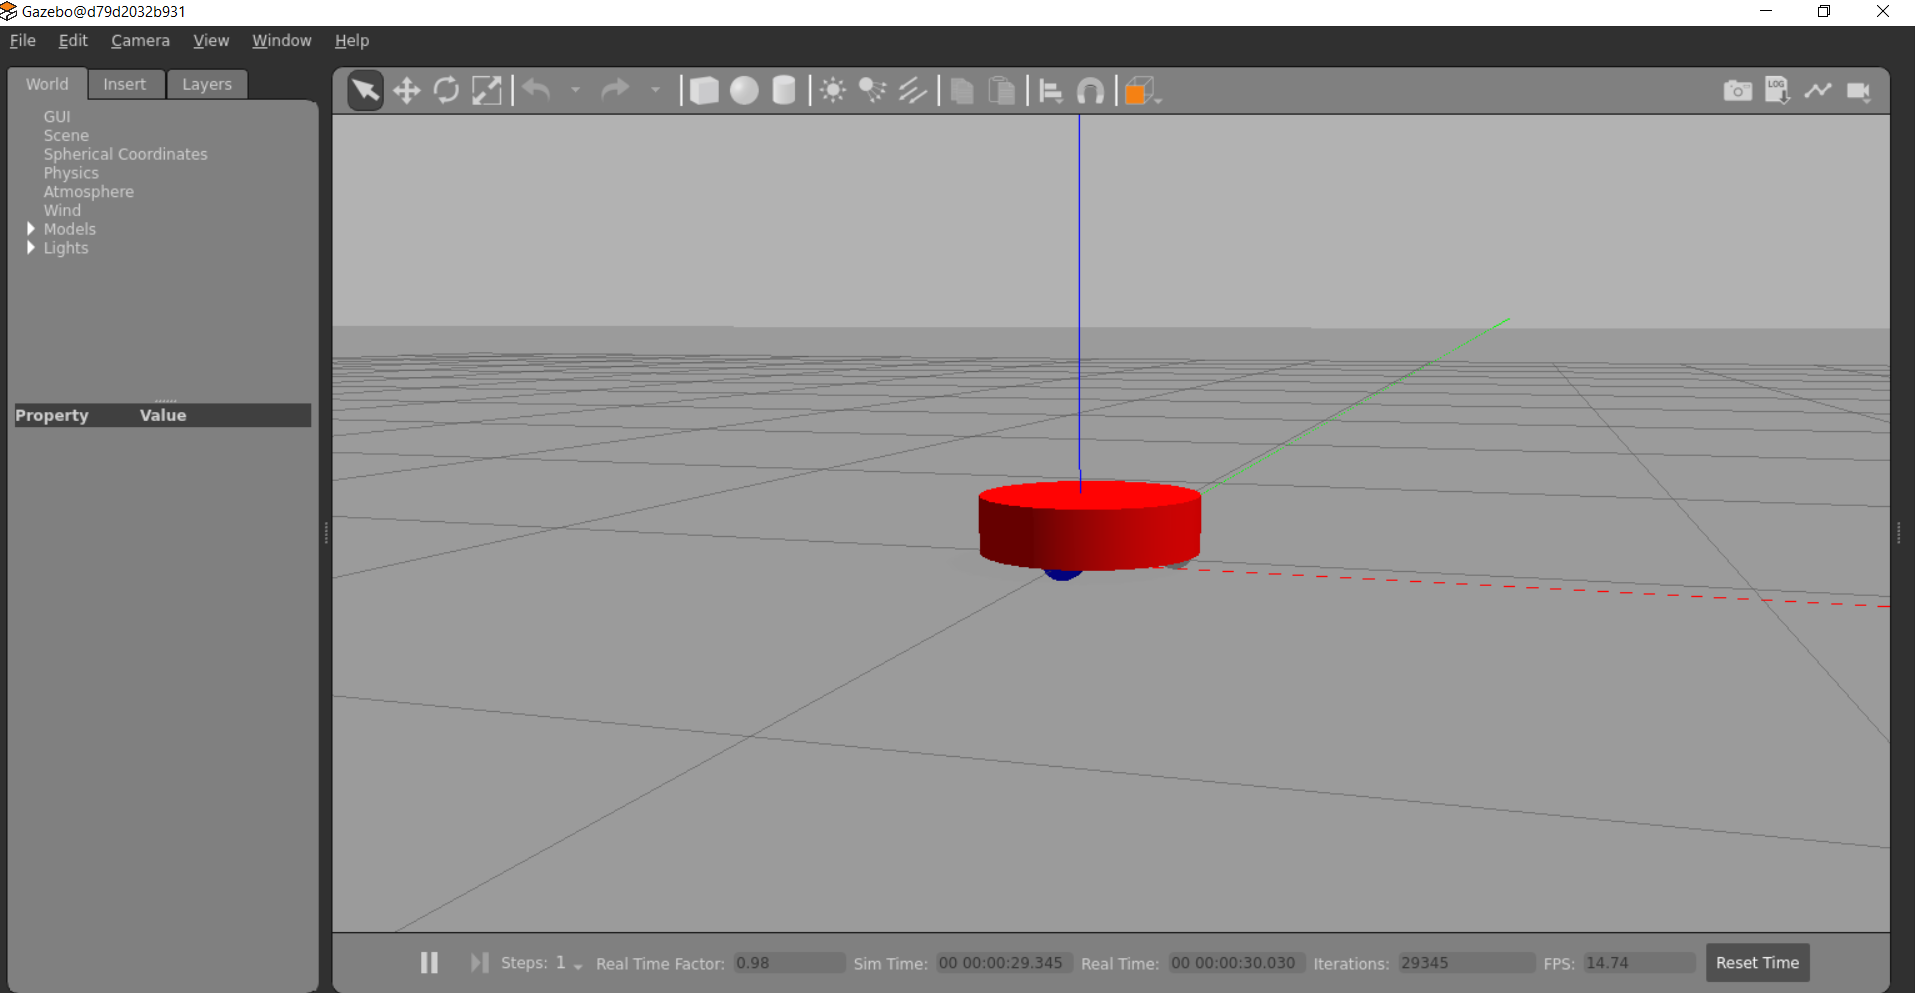 Gazebo@d79d2032b931
File Edit Camera View Window Help
World Insert Layers
LOG
GUI
Scene
Spherical Coordinates
Physics
Atmosphere
Wind
Models
Lights
Property Value
Steps: 1 Real Time Factor: 0.98 Sim Time: 00 00:00:29.345 Real Time: 00 00:00:30.030 Iterations: 29345 FPS: 14.74 Reset Time